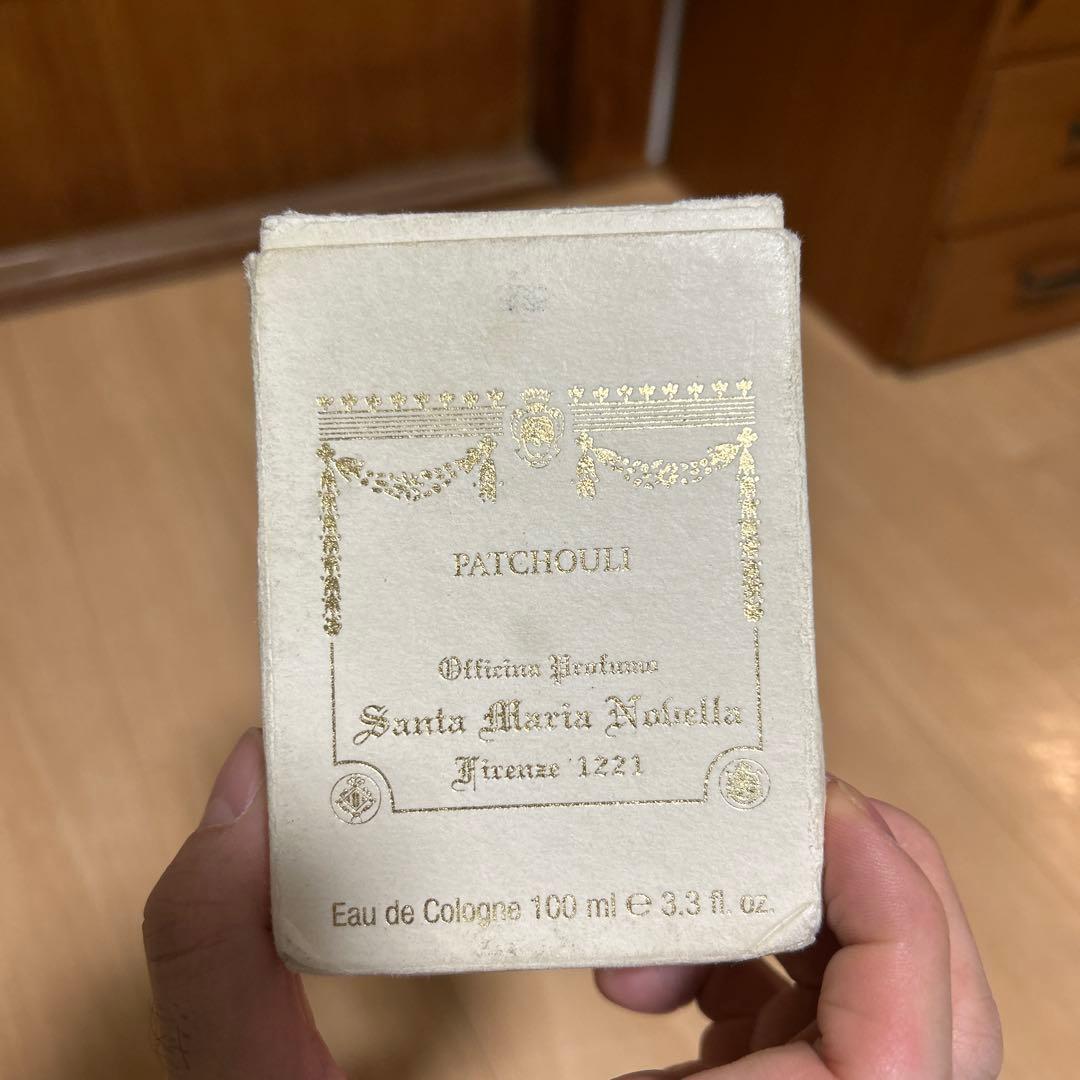 PATCHOULI
Officina Profumo
Santa Maria Novella
Firenze 1221
Eau de Cologne 100 ml ℮ 3.3 fl. oz.